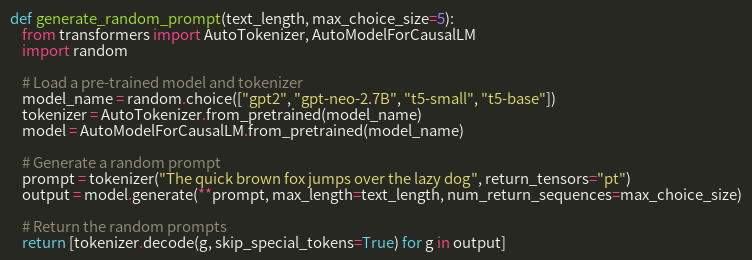 def generate_random_prompt(text_length, max_choice_size=5):
from transformers import AutoTokenizer, AutoModelForCausalLM
import random
# Load a pre-trained model and tokenizer
model_name = random.choice(["gpt2", "gpt-neo-2.7B", "t5-small", "t5-base"])
tokenizer = AutoTokenizer.from_pretrained(model_name)
model = AutoModelForCausalLM.from_pretrained(model_name)
# Generate a random prompt
prompt = tokenizer("The quick brown fox jumps over the lazy dog", return_tensors="pt")
output = model.generate(**prompt, max_length=text_length, num_return_sequences=max_choice_size)
# Return the random prompts
return [tokenizer.decode(g, skip_special_tokens=True) for g in output]